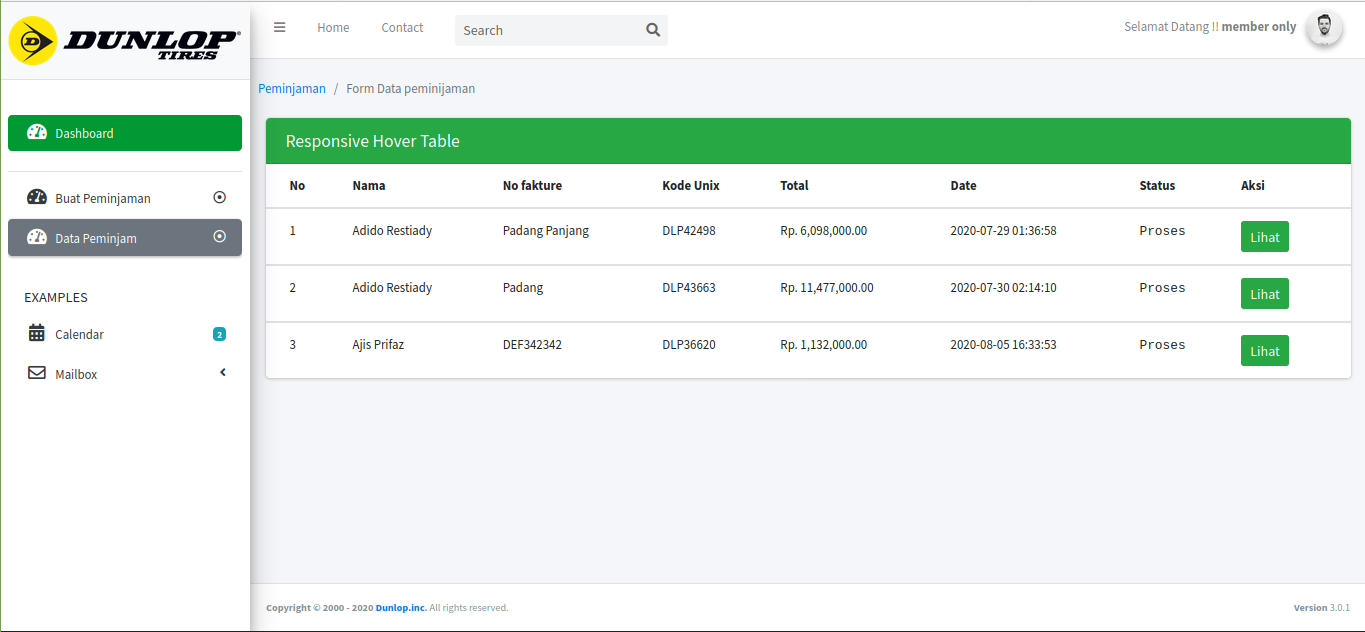 DUNLOP
TIRES
Home Contact Search Selamat Datang !! member only
Peminjaman / Form Data peminijaman
Dashboard
Buat Peminjaman
Data Peminjam
EXAMPLES
Calendar 2
Mailbox
Responsive Hover Table
No Nama No fakture Kode Unix Total Date Status Aksi
1 Adido Restiady Padang Panjang DLP42498 Rp. 6,098,000.00 2020-07-29 01:36:58 Proses Lihat
2 Adido Restiady Padang DLP43663 Rp. 11,477,000.00 2020-07-30 02:14:10 Proses Lihat
3 Ajis Prifaz DEF342342 DLP36620 Rp. 1,132,000.00 2020-08-05 16:33:53 Proses Lihat
Copyright © 2000 - 2020 Dunlop.inc. All rights reserved. Version 3.0.1